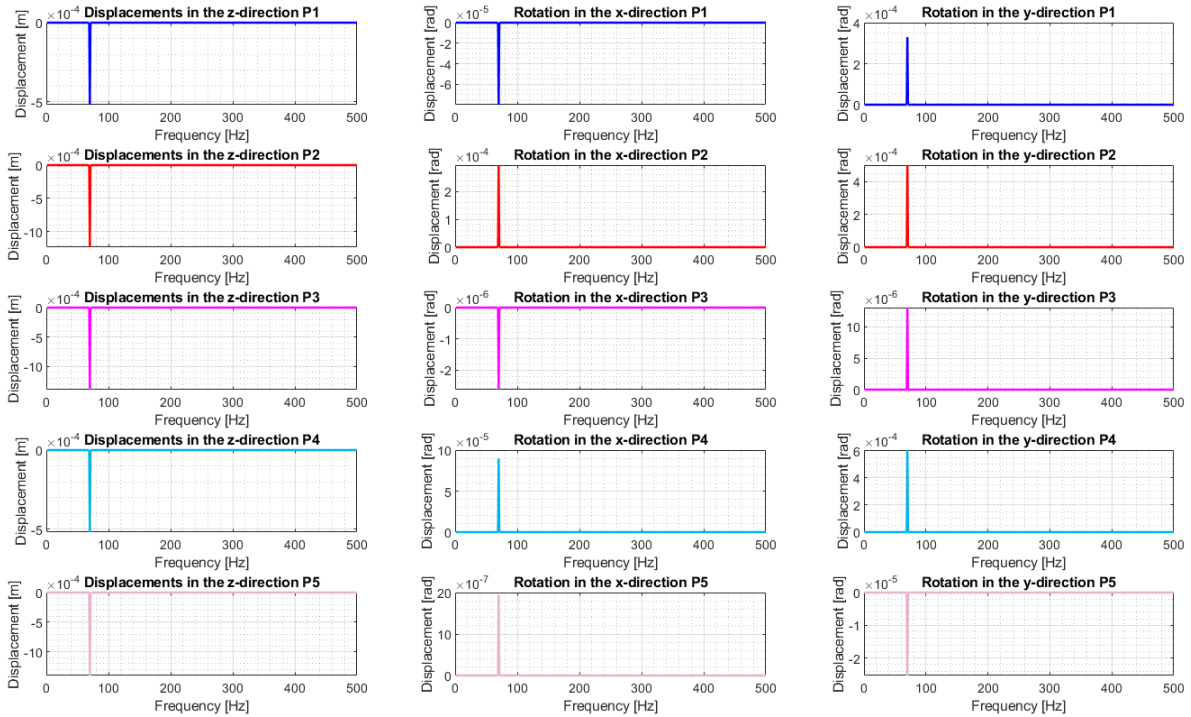 ×10⁻⁴ Displacements in the z-direction P1
Displacement [m]
0
-5
0 100 200 300 400 500
Frequency [Hz]
×10⁻⁵ Rotation in the x-direction P1
Displacement [rad]
0
-2
-4
-6
0 100 200 300 400 500
Frequency [Hz]
×10⁻⁴ Rotation in the y-direction P1
Displacement [rad]
4
2
0
0 100 200 300 400 500
Frequency [Hz]
×10⁻⁴ Displacements in the z-direction P2
Displacement [m]
0
-5
-10
0 100 200 300 400 500
Frequency [Hz]
×10⁻⁴ Rotation in the x-direction P2
Displacement [rad]
2
1
0
0 100 200 300 400 500
Frequency [Hz]
×10⁻⁴ Rotation in the y-direction P2
Displacement [rad]
4
2
0
0 100 200 300 400 500
Frequency [Hz]
×10⁻⁴ Displacements in the z-direction P3
Displacement [m]
0
-5
-10
0 100 200 300 400 500
Frequency [Hz]
×10⁻⁶ Rotation in the x-direction P3
Displacement [rad]
0
-1
-2
0 100 200 300 400 500
Frequency [Hz]
×10⁻⁶ Rotation in the y-direction P3
Displacement [rad]
10
5
0
0 100 200 300 400 500
Frequency [Hz]
×10⁻⁴ Displacements in the z-direction P4
Displacement [m]
0
-5
0 100 200 300 400 500
Frequency [Hz]
×10⁻⁵ Rotation in the x-direction P4
Displacement [rad]
10
5
0
0 100 200 300 400 500
Frequency [Hz]
×10⁻⁴ Rotation in the y-direction P4
Displacement [rad]
6
4
2
0
0 100 200 300 400 500
Frequency [Hz]
×10⁻⁴ Displacements in the z-direction P5
Displacement [m]
0
-5
-10
0 100 200 300 400 500
Frequency [Hz]
×10⁻⁷ Rotation in the x-direction P5
Displacement [rad]
20
10
0
0 100 200 300 400 500
Frequency [Hz]
×10⁻⁵ Rotation in the y-direction P5
Displacement [rad]
0
-1
-2
0 100 200 300 400 500
Frequency [Hz]